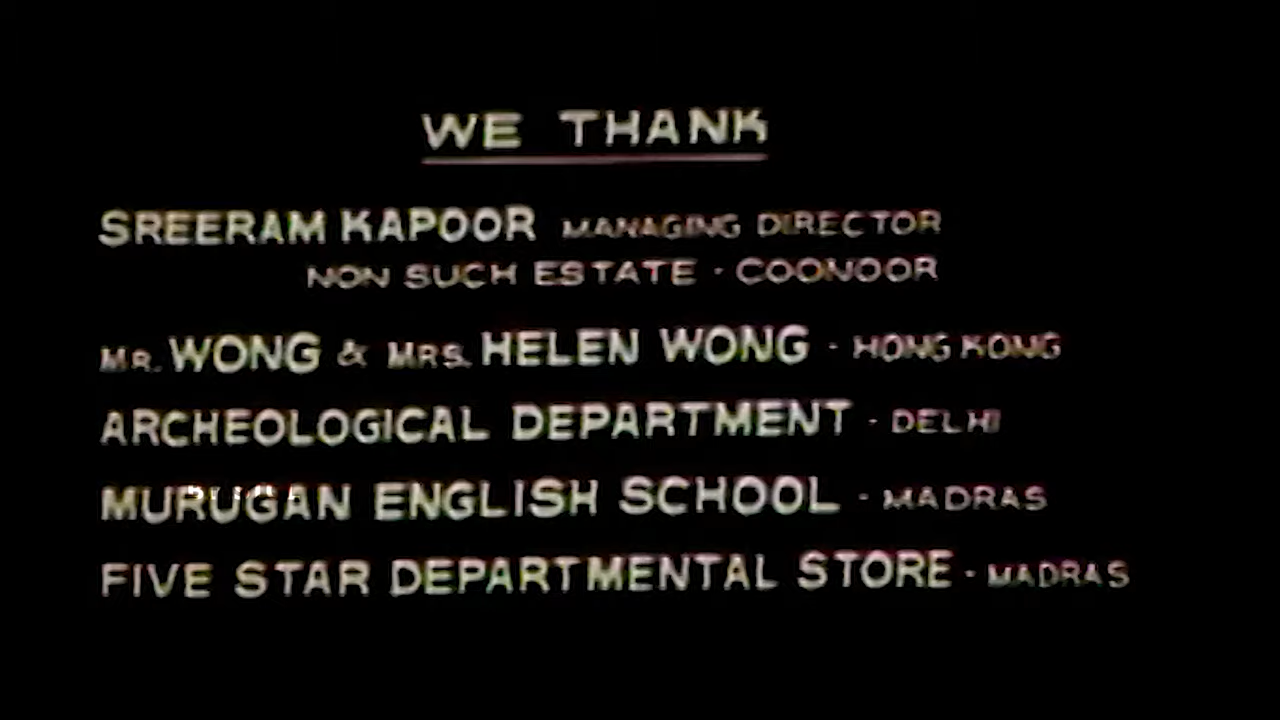 WE THANK
SREERAM KAPOOR MANAGING DIRECTOR
NON SUCH ESTATE · COONOOR
MR. WONG & MRS. HELEN WONG · HONG KONG
ARCHEOLOGICAL DEPARTMENT · DELHI
MURUGAN ENGLISH SCHOOL · MADRAS
FIVE STAR DEPARTMENTAL STORE · MADRAS